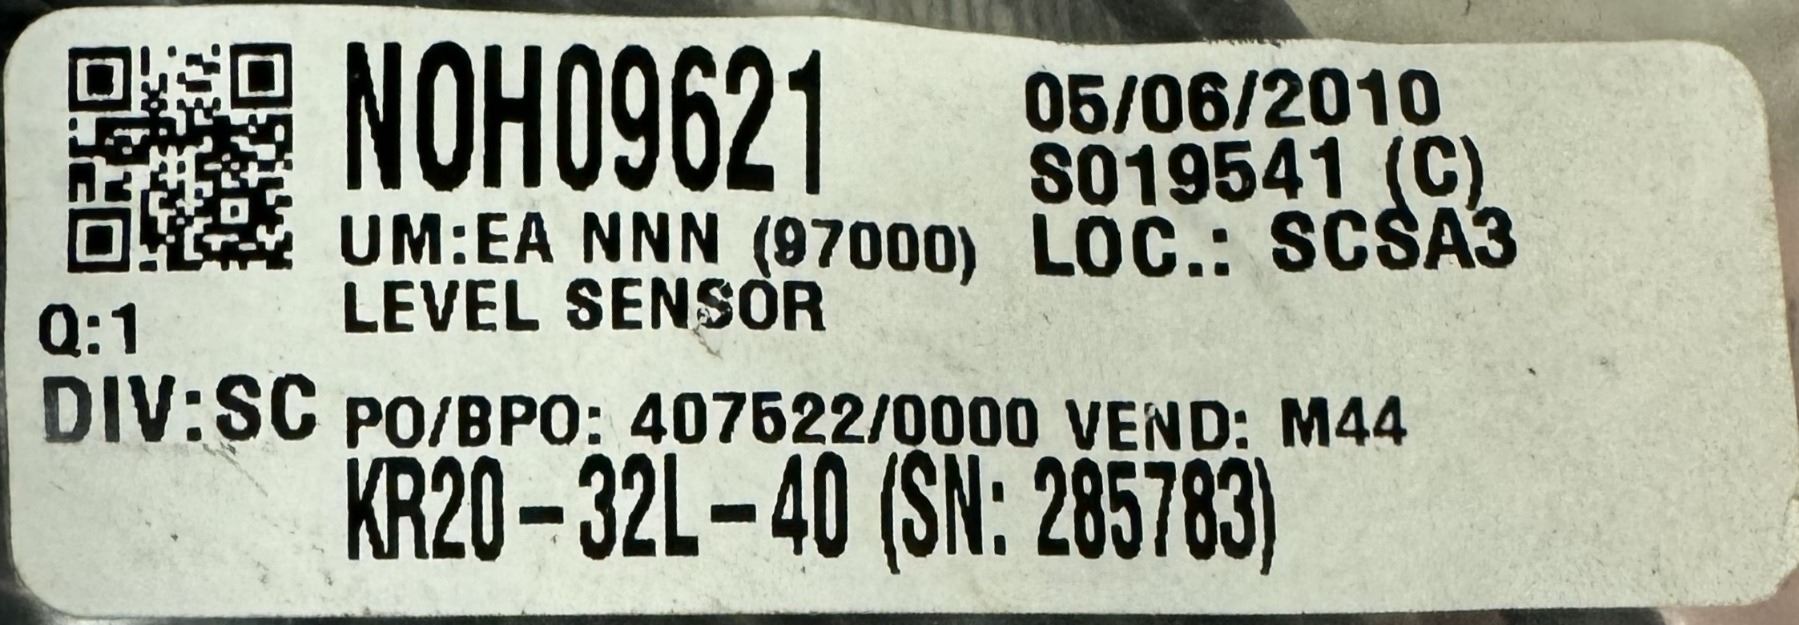 NOH09621
05/06/2010
S019541 (C)
UM:EA NNN (97000)
LOC.: SCSA3
LEVEL SENSOR
Q:1
DIV:SC
PO/BPO: 407522/0000 VEND: M44
KR20-32L-40 (SN: 285783)